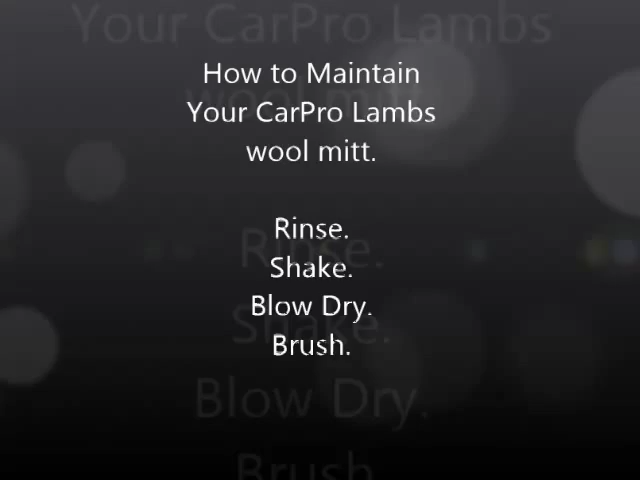 How to Maintain
Your CarPro Lambs
wool mitt.
Rinse.
Shake.
Blow Dry.
Brush.